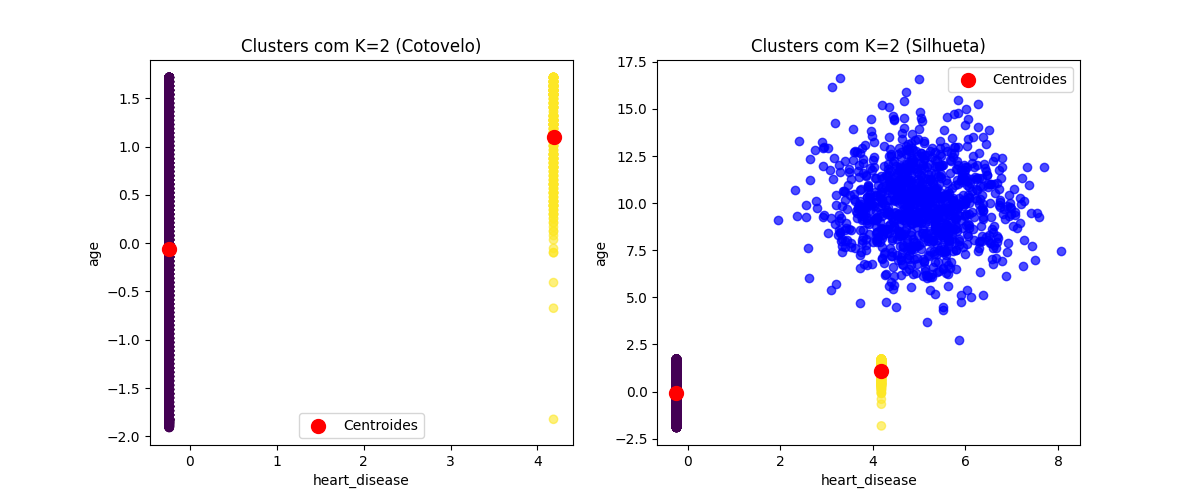 Clusters com K=2 (Cotovelo)
1.5
1.0
0.5
0.0
−0.5
−1.0
−1.5
−2.0
age
Centroides
0 1 2 3 4
heart_disease
Clusters com K=2 (Silhueta)
17.5
15.0
12.5
10.0
7.5
5.0
2.5
0.0
−2.5
age
Centroides
0 2 4 6 8
heart_disease